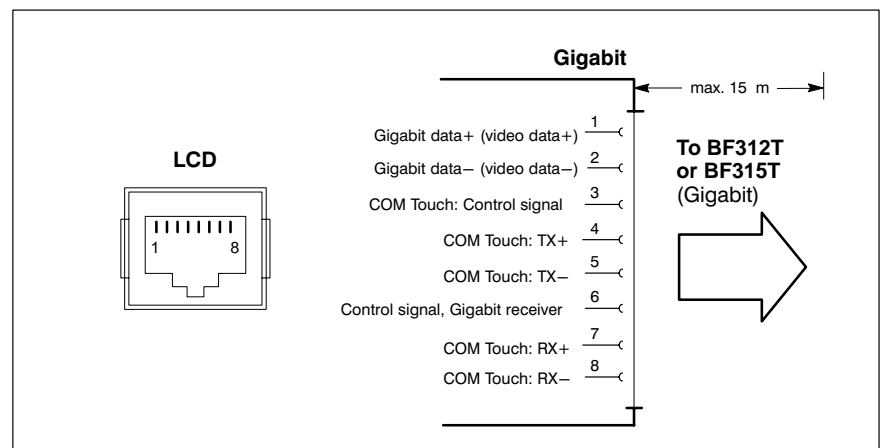 Gigabit
max. 15 m
LCD
1 8
Gigabit data+ (video data+) 1
Gigabit data− (video data−) 2
COM Touch: Control signal 3
COM Touch: TX+ 4
COM Touch: TX− 5
Control signal, Gigabit receiver 6
COM Touch: RX+ 7
COM Touch: RX− 8
To BF312T
or BF315T
(Gigabit)